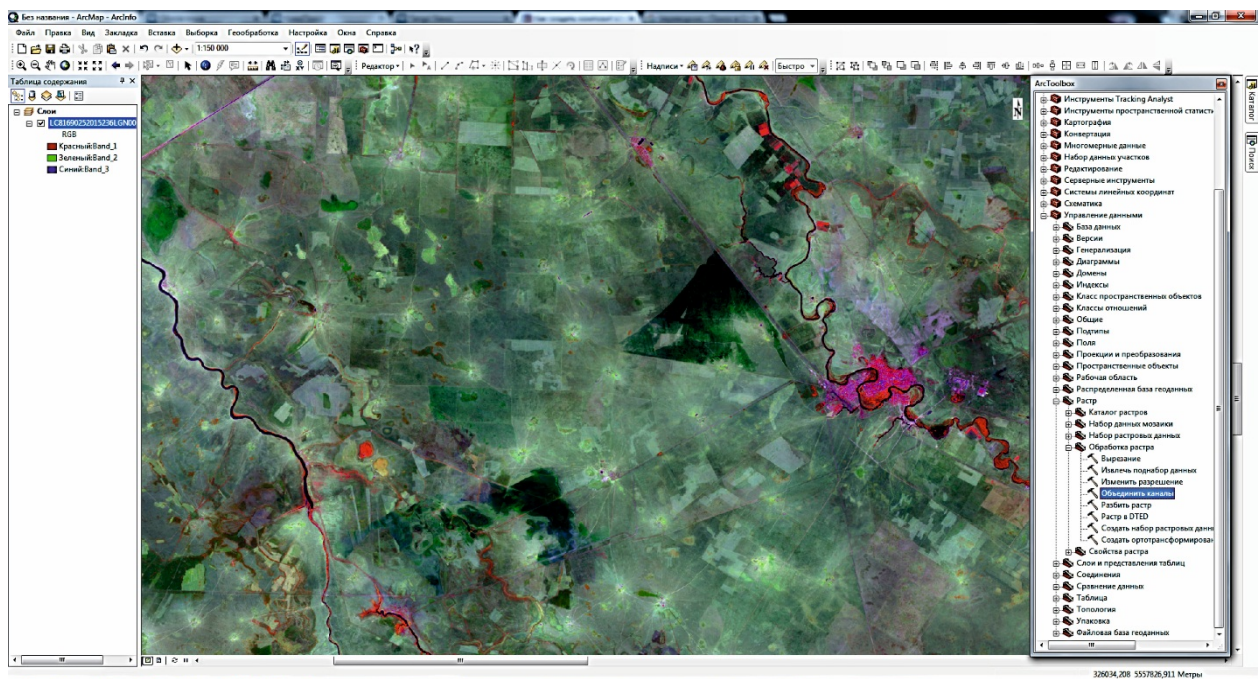 Без названия - ArcMap - ArcInfo
Файл Правка Вид Закладка Вставка Выборка Геообработка Настройка Окна Справка
1:150 000
Редактор Надписи Быстро
Таблица содержания
Слои
LC81690252015236LGN00
RGB
Красный:Band_1
Зеленый:Band_2
Синий:Band_3
N
ArcToolbox
Инструменты Tracking Analyst
Инструменты пространственной статисти
Картография
Конвертация
Многомерные данные
Набор данных участков
Редактирование
Серверные инструменты
Системы линейных координат
Схематика
Управление данными
База данных
Версии
Генерализация
Диаграммы
Домены
Индексы
Класс пространственных объектов
Классы отношений
Общие
Подтипы
Поля
Проекции и преобразования
Пространственные объекты
Рабочая область
Распределенная база геоданных
Растр
Каталог растров
Набор данных мозаики
Набор растровых данных
Обработка растра
Вырезание
Извлечь поднабор данных
Изменить разрешение
Объединить каналы
Разбить растр
Растр в DTED
Создать набор растровых данн
Создать ортотрансформирован
Свойства растра
Слои и представления таблиц
Соединения
Сравнение данных
Таблица
Топология
Упаковка
Файловая база геоданных
Каталог
Поиск
326034,208 5557826,911 Метры